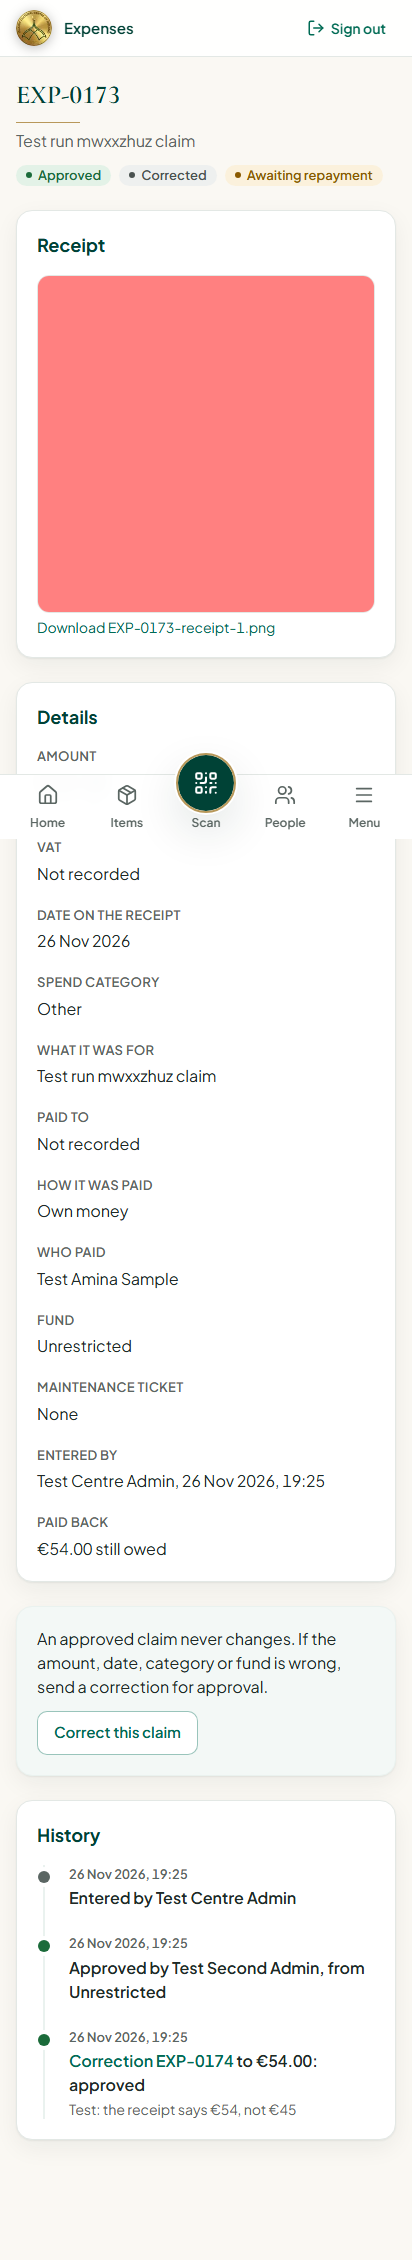 Expenses
Sign out
EXP-0173
Test run mwxxzhuz claim
Approved
Corrected
Awaiting repayment
Receipt
Download EXP-0173-receipt-1.png
Details
AMOUNT
Home
Items
Scan
People
Menu
VAT
Not recorded
DATE ON THE RECEIPT
26 Nov 2026
SPEND CATEGORY
Other
WHAT IT WAS FOR
Test run mwxxzhuz claim
PAID TO
Not recorded
HOW IT WAS PAID
Own money
WHO PAID
Test Amina Sample
FUND
Unrestricted
MAINTENANCE TICKET
None
ENTERED BY
Test Centre Admin, 26 Nov 2026, 19:25
PAID BACK
€54.00 still owed
An approved claim never changes. If the
amount, date, category or fund is wrong,
send a correction for approval.
Correct this claim
History
26 Nov 2026, 19:25
Entered by Test Centre Admin
26 Nov 2026, 19:25
Approved by Test Second Admin, from
Unrestricted
26 Nov 2026, 19:25
Correction EXP-0174 to €54.00:
approved
Test: the receipt says €54, not €45